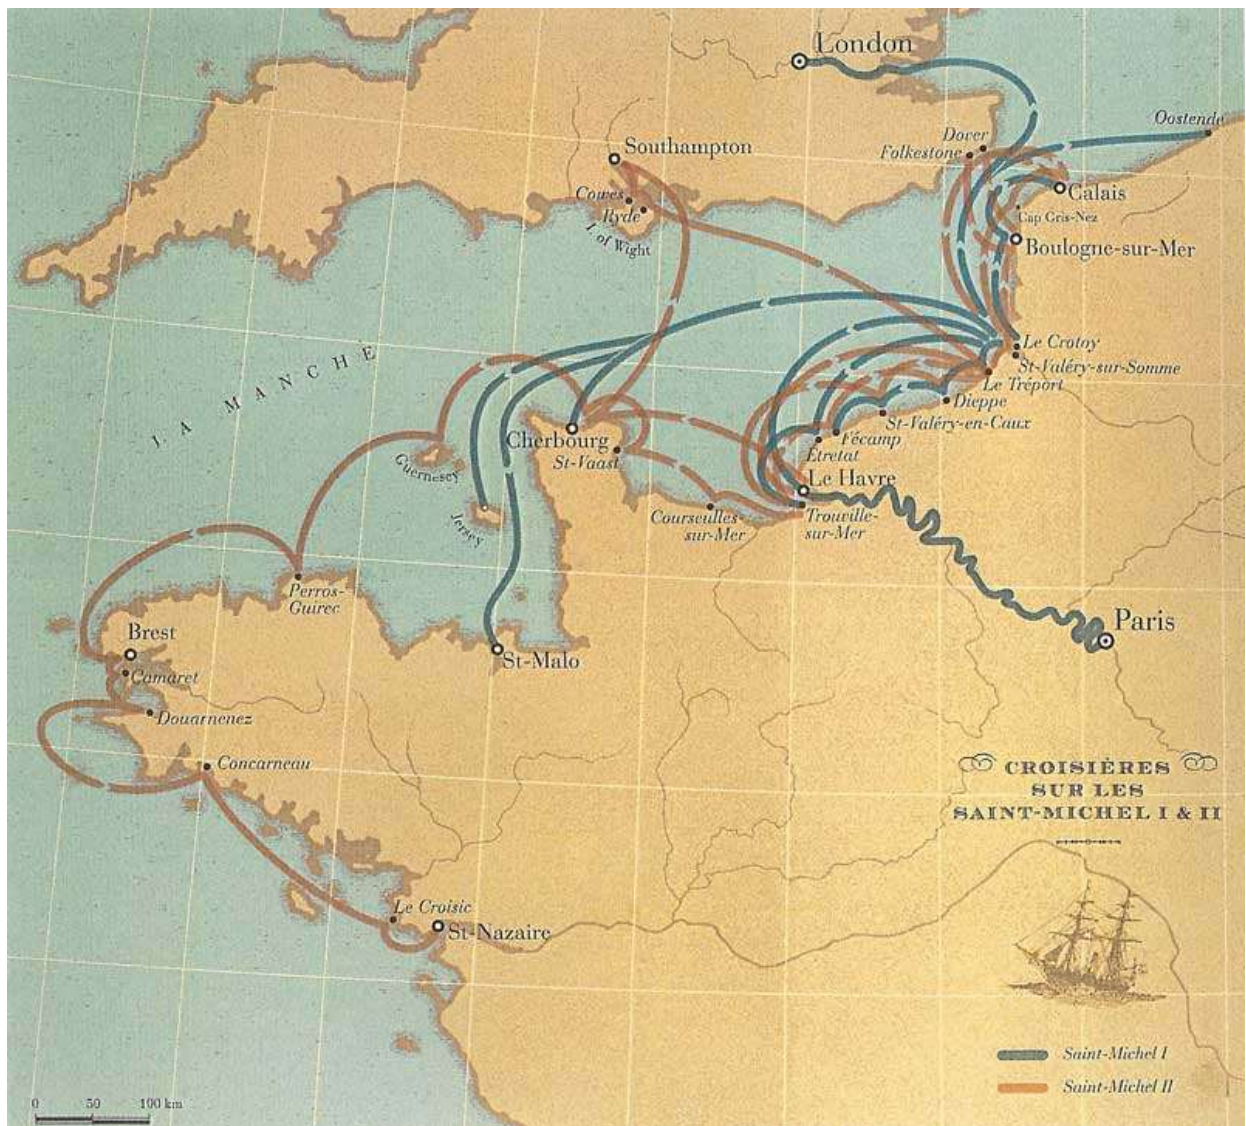 London
Oostende
Dover
Folkestone
Southampton
Calais
Cowes
Ryde
Cap Gris-Nez
I. of Wight
Boulogne-sur-Mer
LA MANCHE
Le Crotoy
St-Valéry-sur-Somme
Le Tréport
Dieppe
St-Valéry-en-Caux
Cherbourg
Fécamp
Étretat
St-Vaast
Guernesey
Le Havre
Jersey
Courseulles-
sur-Mer
Trouville-
sur-Mer
Perros-
Guirec
Paris
Brest
St-Malo
Camaret
Douarnenez
Concarneau
CROISIÈRES
SUR LES
SAINT-MICHEL I & II
Le Croisic
St-Nazaire
Saint-Michel I
Saint-Michel II
0 50 100 km